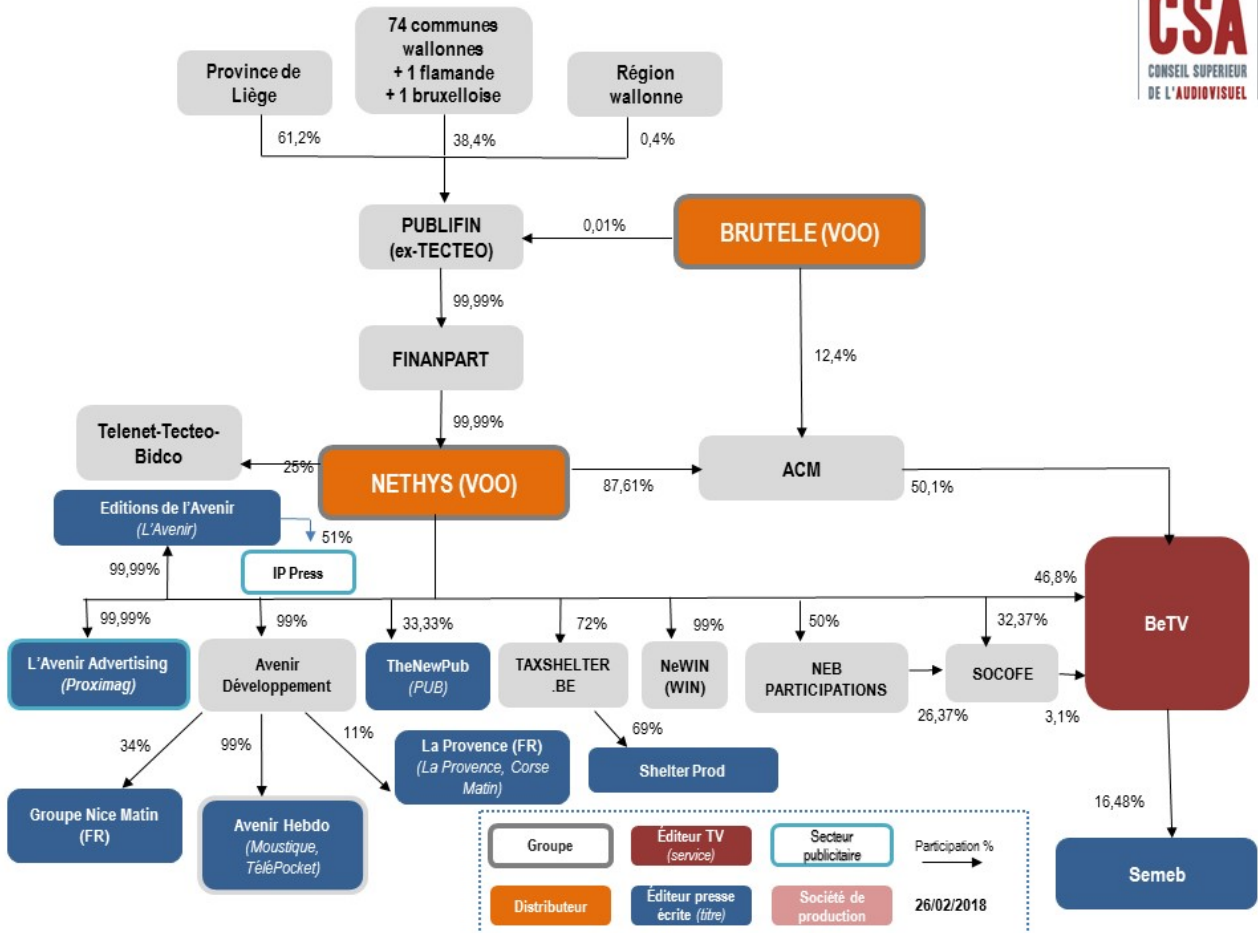 CSA
CONSEIL SUPERIEUR
DE L'AUDIOVISUEL
Province de
Liège
74 communes
wallonnes
+ 1 flamande
+ 1 bruxelloise
Région
wallonne
61,2%
38,4%
0,4%
PUBLIFIN
(ex-TECTEO)
0,01%
BRUTELE (VOO)
99,99%
12,4%
FINANPART
99,99%
Telenet-Tecteo-
Bidco
25%
NETHYS (VOO)
87,61%
ACM
50,1%
Editions de l'Avenir
(L'Avenir)
51%
IP Press
99,99%
46,8%
BeTV
99,99%
99%
33,33%
72%
99%
50%
32,37%
L'Avenir Advertising
(Proximag)
Avenir
Développement
TheNewPub
(PUB)
TAXSHELTER
.BE
NeWIN
(WIN)
NEB
PARTICIPATIONS
SOCOFE
26,37%
3,1%
34%
99%
11%
69%
La Provence (FR)
(La Provence, Corse
Matin)
Shelter Prod
Groupe Nice Matin
(FR)
Avenir Hebdo
(Moustique,
TéléPocket)
16,48%
Semeb
Groupe
Éditeur TV
(service)
Secteur
publicitaire
Participation %
Distributeur
Éditeur presse
écrite (titre)
Société de
production
26/02/2018